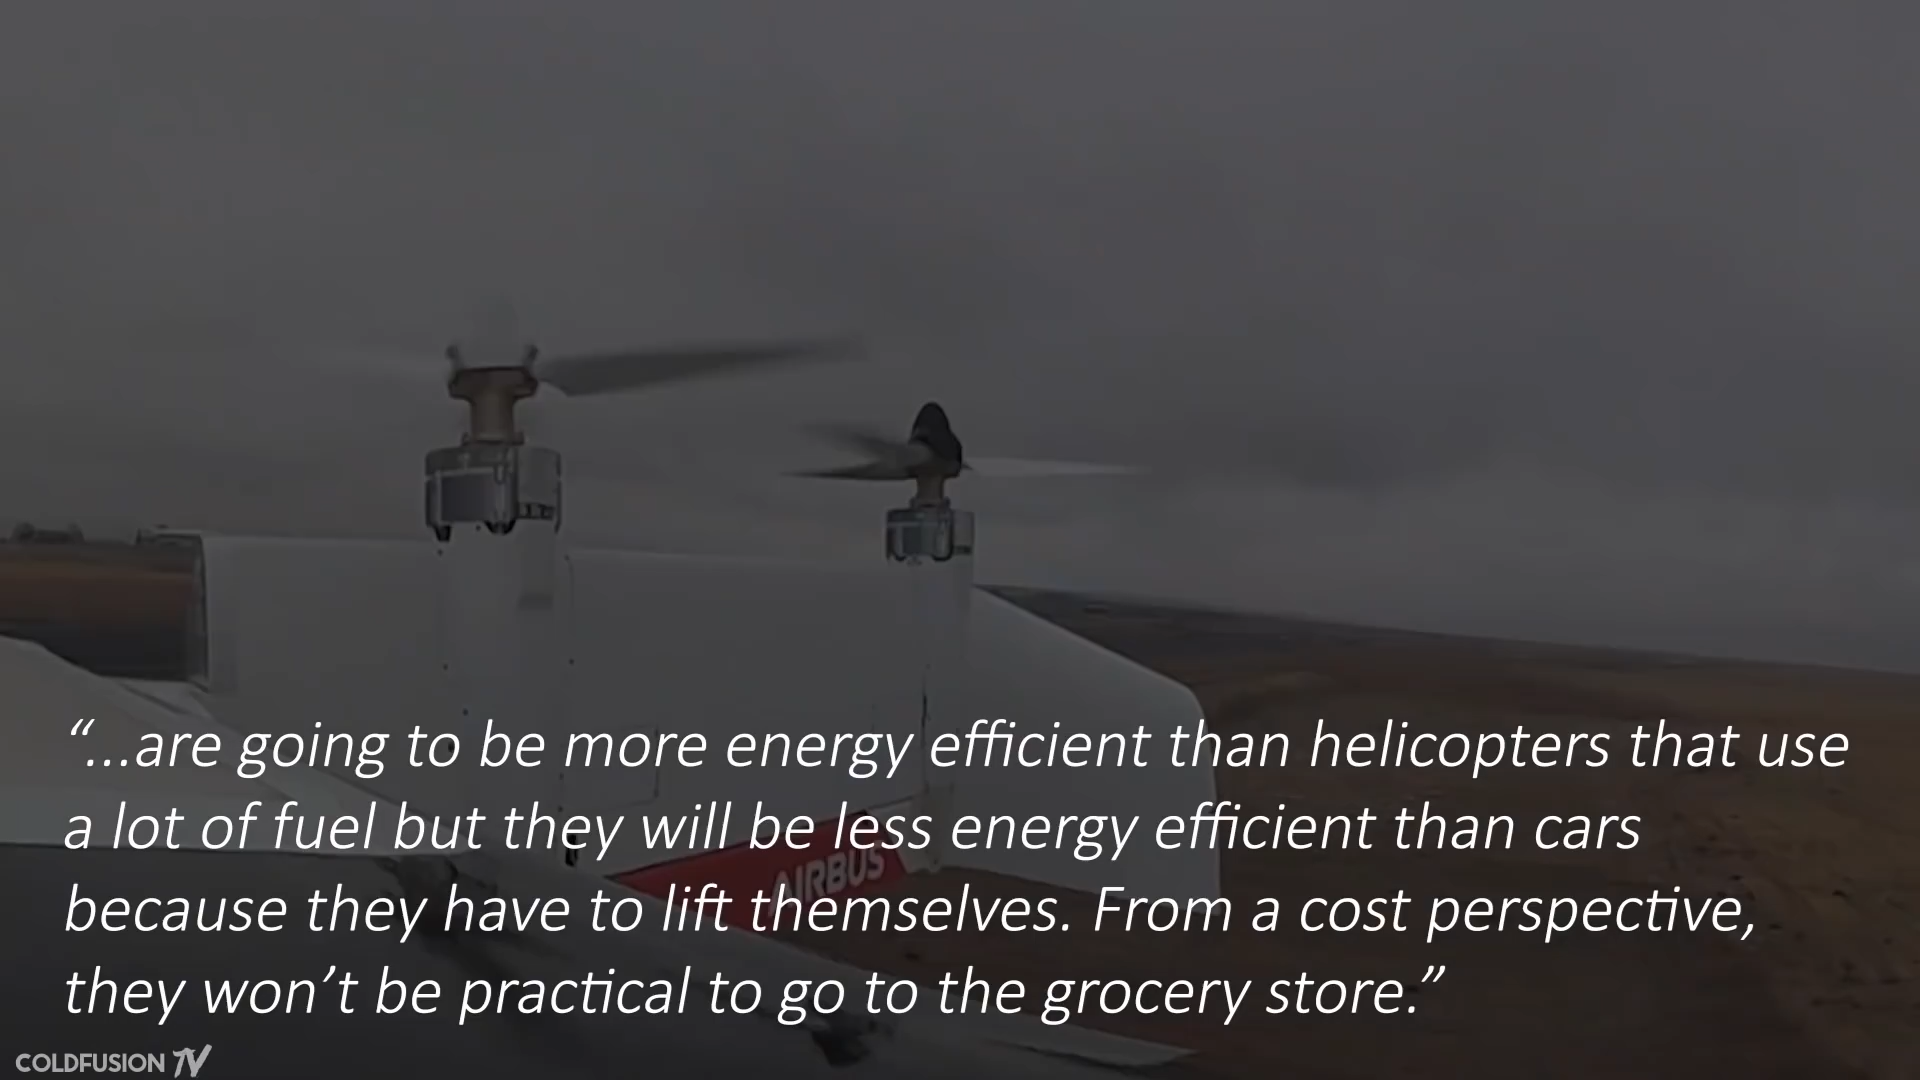 AIRBUS
“...are going to be more energy efficient than helicopters that use
a lot of fuel but they will be less energy efficient than cars
because they have to lift themselves. From a cost perspective,
they won’t be practical to go to the grocery store.”
COLDFUSION TV